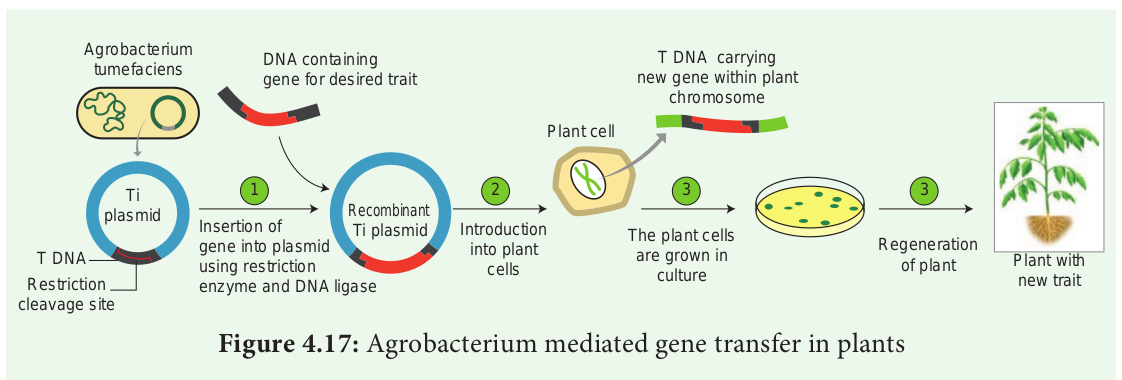 Agrobacterium
tumefaciens
DNA containing
gene for desired trait
T DNA carrying
new gene within plant
chromosome
Plant cell
Ti
plasmid
1
Recombinant
Ti plasmid
2
3
3
Insertion of
gene into plasmid
using restriction
enzyme and DNA ligase
Introduction
into plant
cells
The plant cells
are grown in
culture
Regeneration
of plant
T DNA
Restriction
cleavage site
Plant with
new trait
Figure 4.17: Agrobacterium mediated gene transfer in plants